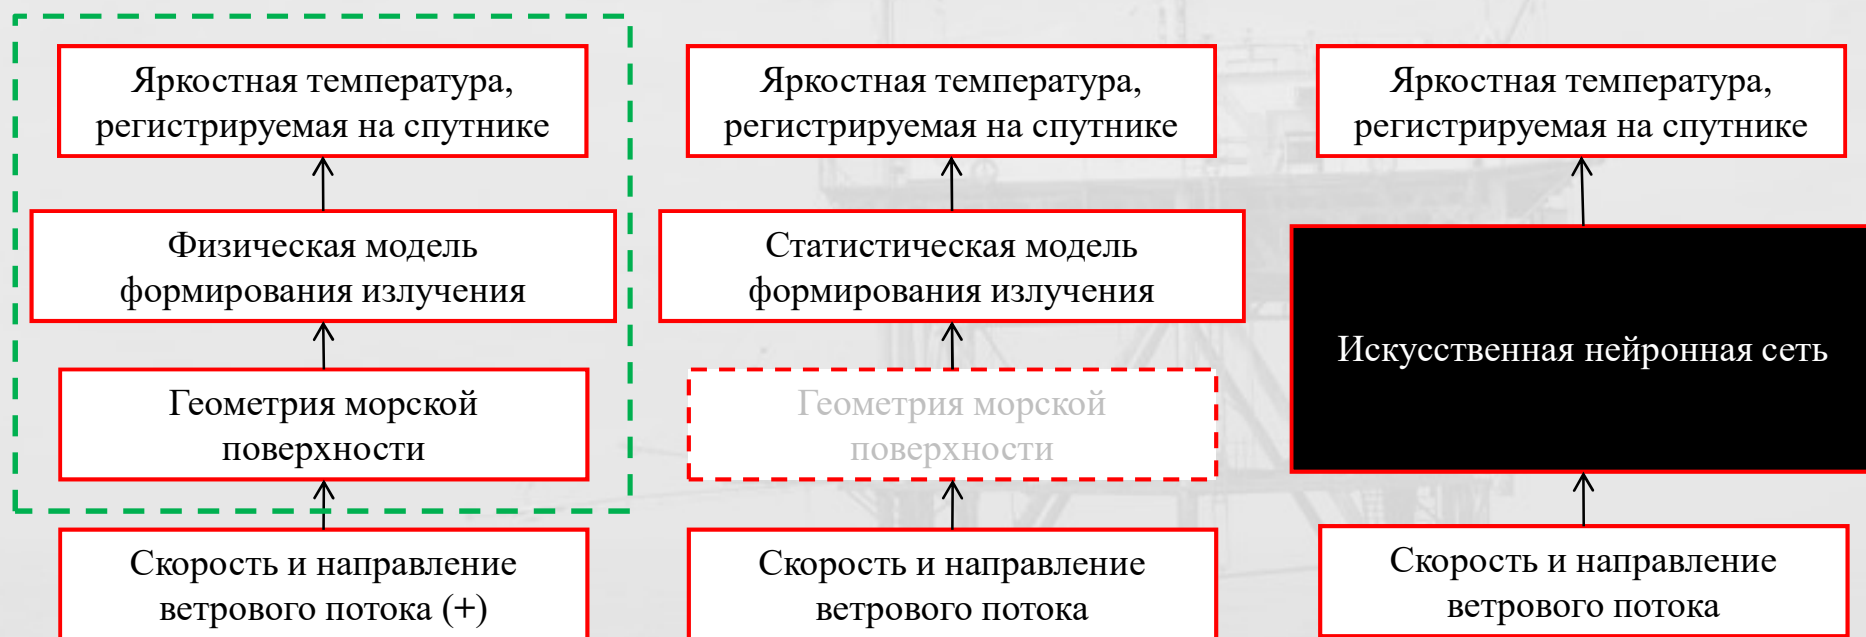 Яркостная температура,
регистрируемая на спутнике
Физическая модель
формирования излучения
Геометрия морской
поверхности
Скорость и направление
ветрового потока (+)
Яркостная температура,
регистрируемая на спутнике
Статистическая модель
формирования излучения
Геометрия морской
поверхности
Скорость и направление
ветрового потока
Яркостная температура,
регистрируемая на спутнике
Искусственная нейронная сеть
Скорость и направление
ветрового потока